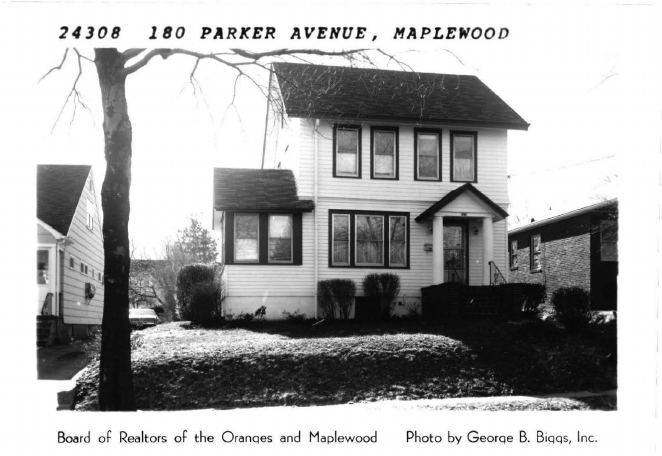 24308 180 PARKER AVENUE, MAPLEWOOD
Board of Realtors of the Oranges and Maplewood Photo by George B. Biggs, Inc.